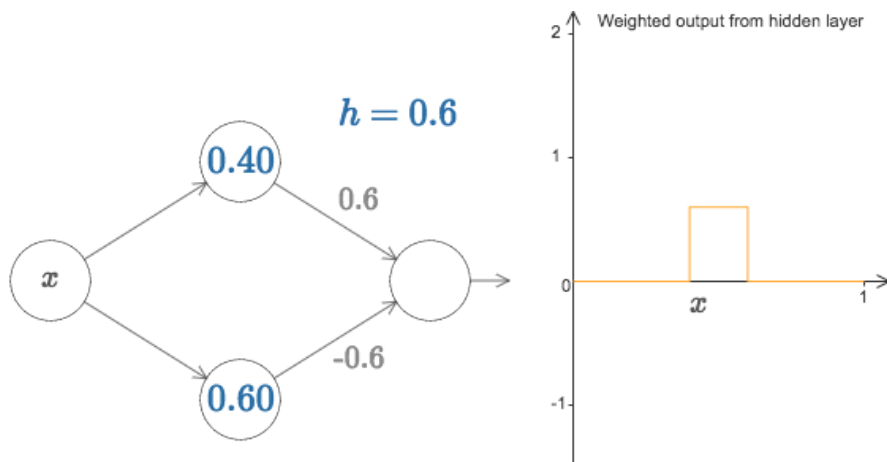 Weighted output from hidden layer
h = 0.6
0.40
0.6
x
-0.6
0.60
2
1
0
x
1
-1